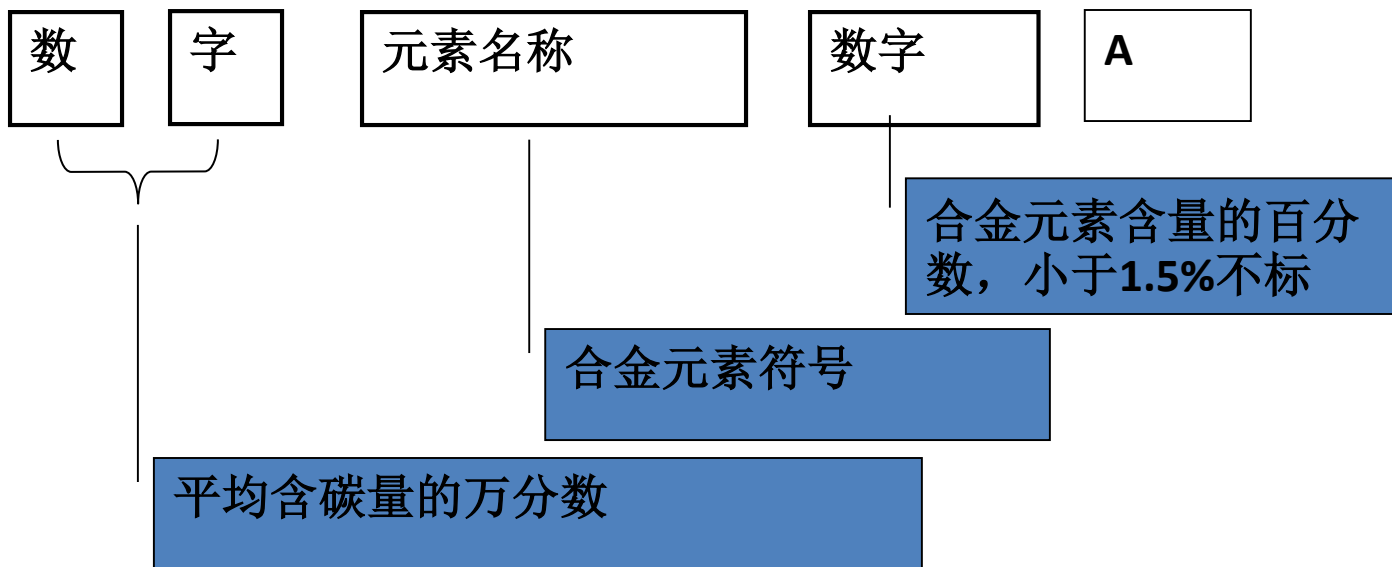 数 字 元素名称 数字 A
合金元素含量的百分
数，小于1.5%不标
合金元素符号
平均含碳量的万分数